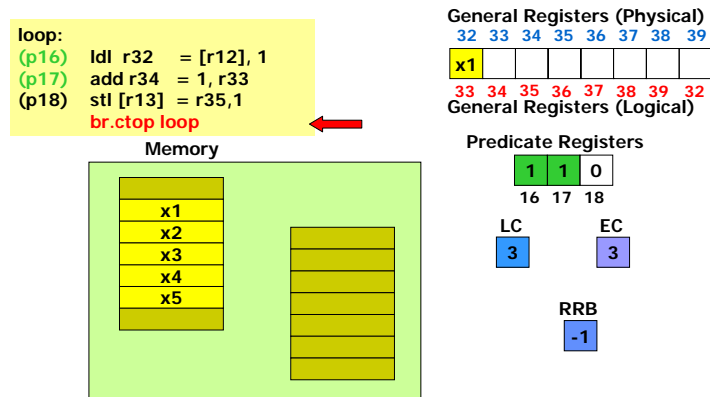 loop:
(p16) ldl r32 = [r12], 1
(p17) add r34 = 1, r33
(p18) stl [r13] = r35,1
br.ctop loop
General Registers (Physical)
32 33 34 35 36 37 38 39
x1
33 34 35 36 37 38 39 32
General Registers (Logical)
Memory
x1
x2
x3
x4
x5
Predicate Registers
1 1 0
16 17 18
LC EC
3 3
RRB
-1